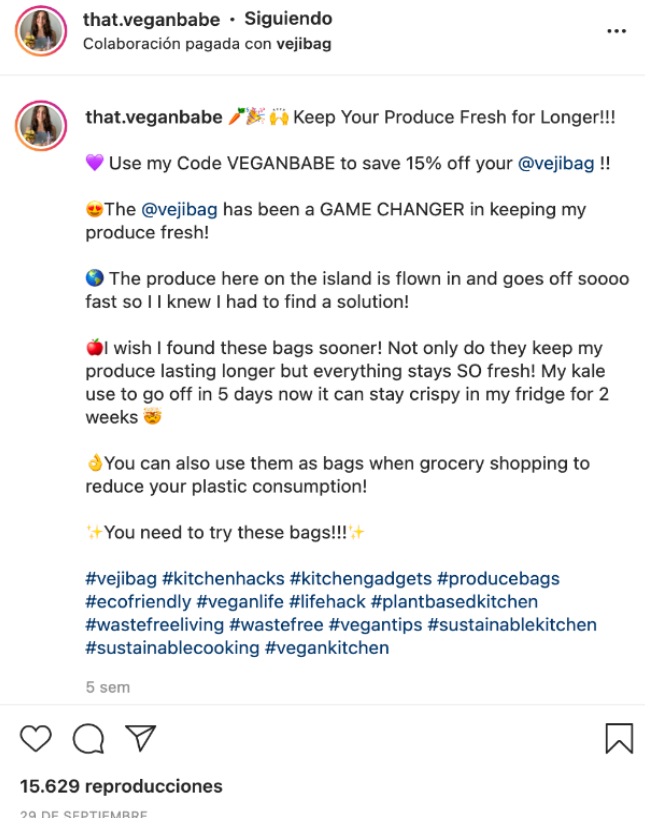 that.veganbabe • Siguiendo
Colaboración pagada con vejibag
that.veganbabe 🥕🎉🙌 Keep Your Produce Fresh for Longer!!!
💜 Use my Code VEGANBABE to save 15% off your @vejibag !!
😍The @vejibag has been a GAME CHANGER in keeping my
produce fresh!
🌎 The produce here on the island is flown in and goes off soooo
fast so I I knew I had to find a solution!
🍎I wish I found these bags sooner! Not only do they keep my
produce lasting longer but everything stays SO fresh! My kale
use to go off in 5 days now it can stay crispy in my fridge for 2
weeks 🤯
👌You can also use them as bags when grocery shopping to
reduce your plastic consumption!
✨You need to try these bags!!!✨
#vejibag #kitchenhacks #kitchengadgets #producebags
#ecofriendly #veganlife #lifehack #plantbasedkitchen
#wastefreeliving #wastefree #vegantips #sustainablekitchen
#sustainablecooking #vegankitchen
5 sem
15.629 reproducciones
29 DE SEPTIEMBRE